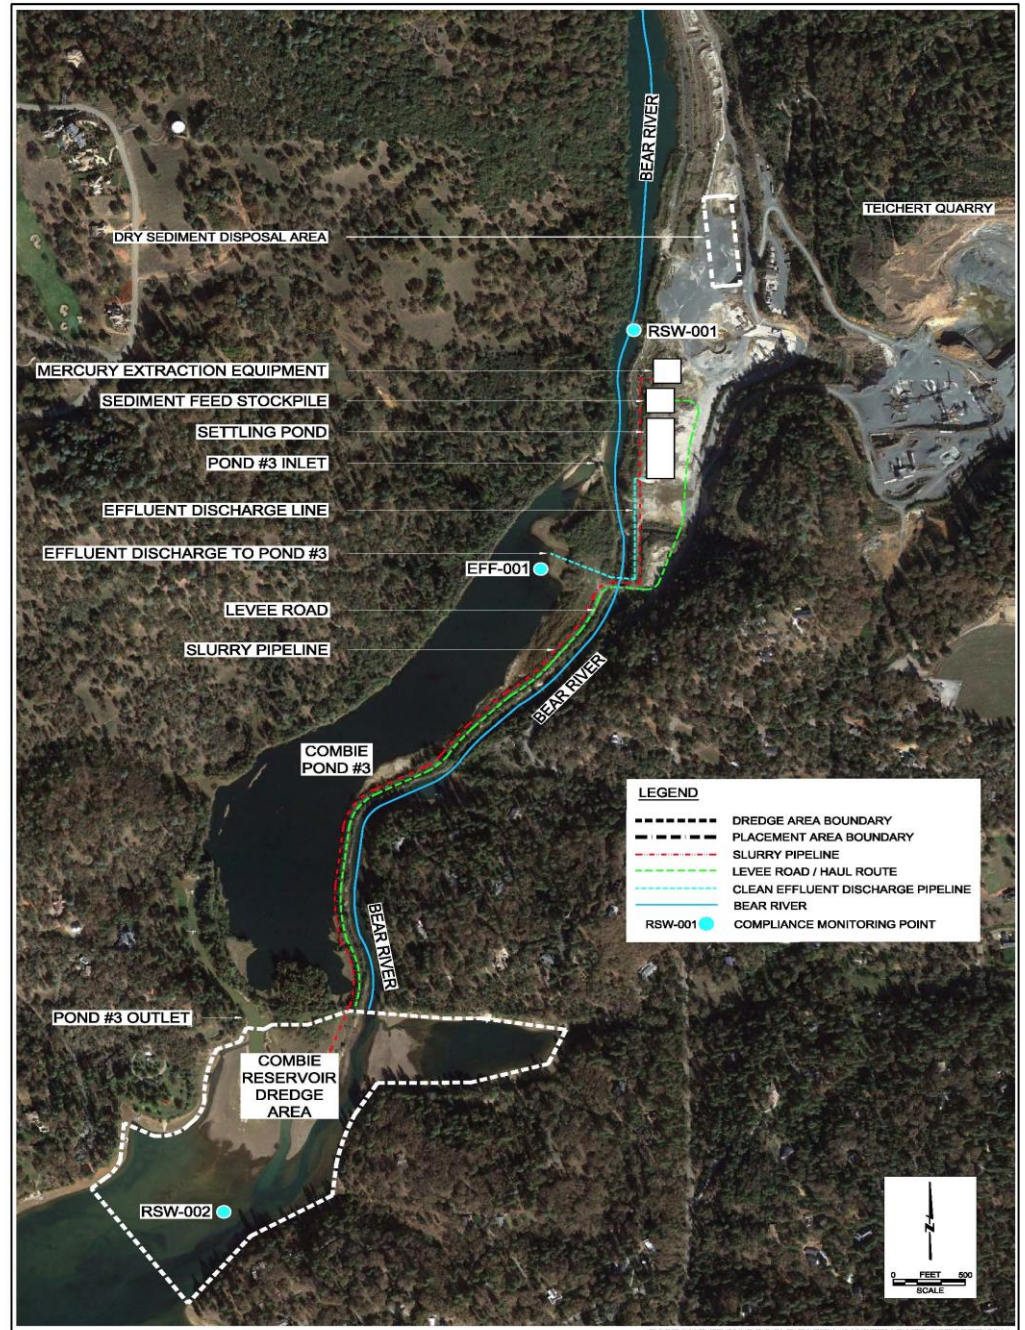 BEAR RIVER
TEICHERT QUARRY
DRY SEDIMENT DISPOSAL AREA
RSW-001
MERCURY EXTRACTION EQUIPMENT
SEDIMENT FEED STOCKPILE
SETTLING POND
POND #3 INLET
EFFLUENT DISCHARGE LINE
EFFLUENT DISCHARGE TO POND #3
EFF-001
LEVEE ROAD
SLURRY PIPELINE
BEAR RIVER
COMBIE
POND #3
LEGEND
DREDGE AREA BOUNDARY
PLACEMENT AREA BOUNDARY
SLURRY PIPELINE
LEVEE ROAD / HAUL ROUTE
CLEAN EFFLUENT DISCHARGE PIPELINE
BEAR RIVER
RSW-001 COMPLIANCE MONITORING POINT
BEAR RIVER
POND #3 OUTLET
COMBIE
RESERVOIR
DREDGE
AREA
RSW-002
N
0 FEET 500
SCALE